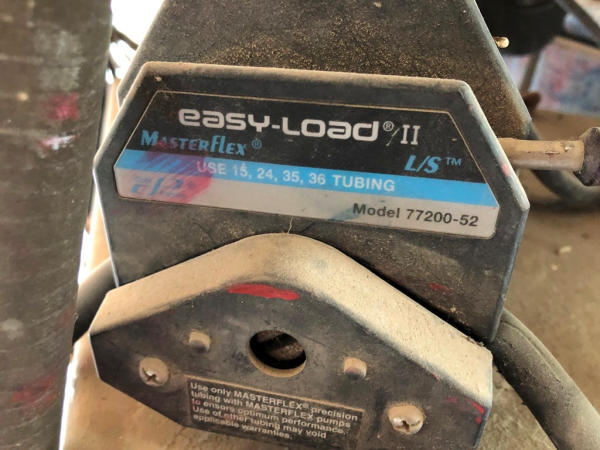 easy-Load® II
MasterFlex® L/S™
USE 15, 24, 35, 36 TUBING
Model 77200-52
Use only MASTERFLEX® precision
tubing with MASTERFLEX pumps
to ensure optimum performance.
Use of other tubing may void
applicable warranties.